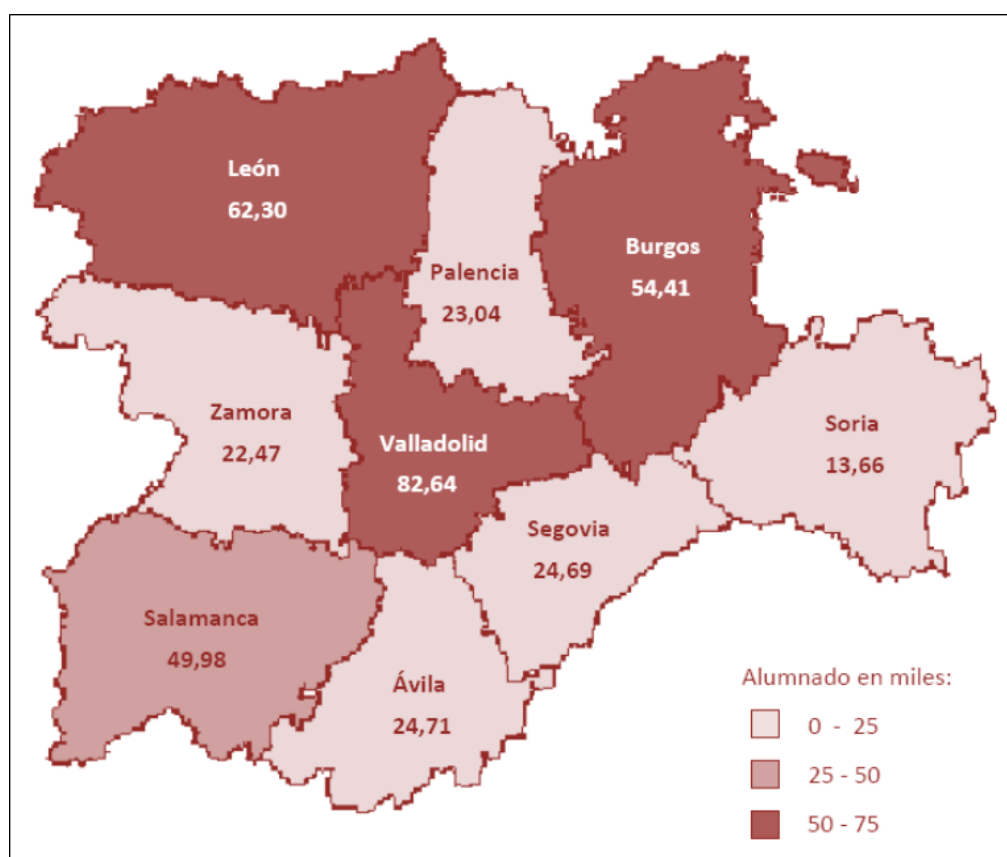 León
62,30
Palencia
23,04
Burgos
54,41
Zamora
22,47
Valladolid
82,64
Soria
13,66
Segovia
24,69
Salamanca
49,98
Ávila
24,71
Alumnado en miles:
0 - 25
25 - 50
50 - 75